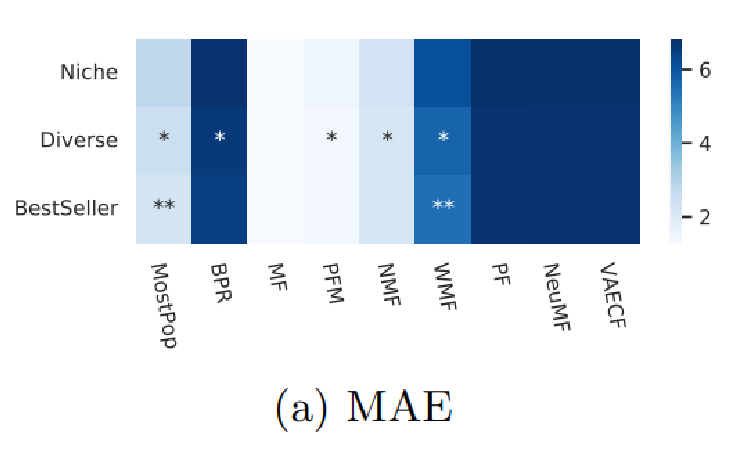 Niche
6
Diverse
* * * * *
4
BestSeller
** **
2
MostPop
BPR
MF
PFM
NMF
WMF
PF
NeuMF
VAECF
(a) MAE